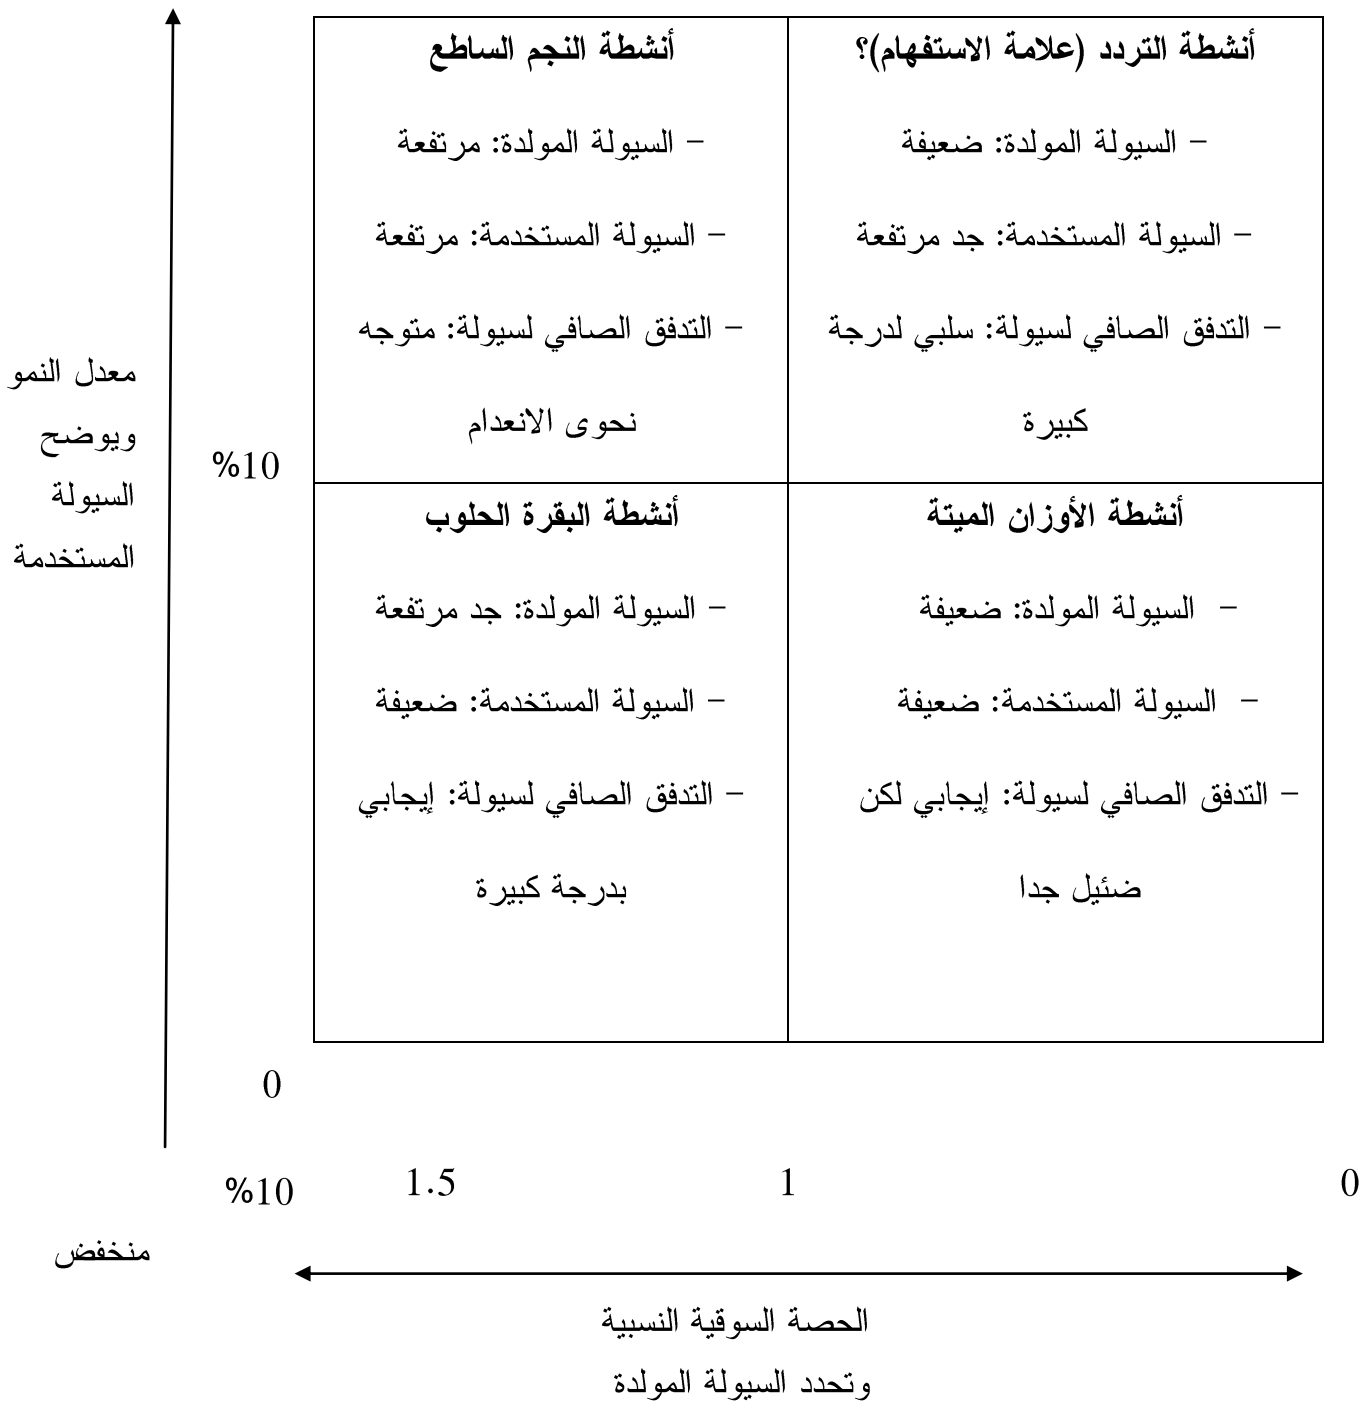 أنشطة التردد (علامة الاستفهام)؟
– السيولة المولدة: ضعيفة
– السيولة المستخدمة: جد مرتفعة
– التدفق الصافي لسيولة: سلبي لدرجة
كبيرة
أنشطة النجم الساطع
– السيولة المولدة: مرتفعة
– السيولة المستخدمة: مرتفعة
– التدفق الصافي لسيولة: متوجه
نحوى الانعدام
معدل النمو
ويوضح
السيولة
المستخدمة
%10
أنشطة الأوزان الميتة
– السيولة المولدة: ضعيفة
– السيولة المستخدمة: ضعيفة
– التدفق الصافي لسيولة: إيجابي لكن
ضئيل جدا
أنشطة البقرة الحلوب
– السيولة المولدة: جد مرتفعة
– السيولة المستخدمة: ضعيفة
– التدفق الصافي لسيولة: إيجابي
بدرجة كبيرة
0
0
1
1.5
%10
منخفض
الحصة السوقية النسبية
وتحدد السيولة المولدة